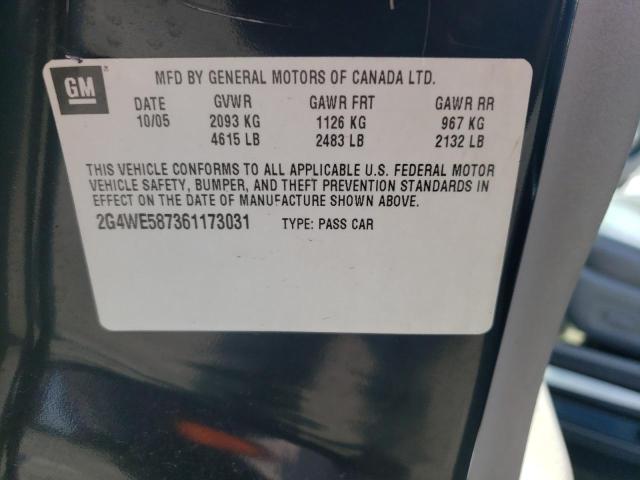 GM
MFD BY GENERAL MOTORS OF CANADA LTD.
DATE GVWR GAWR FRT GAWR RR
10/05 2093 KG 1126 KG 967 KG
4615 LB 2483 LB 2132 LB
THIS VEHICLE CONFORMS TO ALL APPLICABLE U.S. FEDERAL MOTOR
VEHICLE SAFETY, BUMPER, AND THEFT PREVENTION STANDARDS IN
EFFECT ON THE DATE OF MANUFACTURE SHOWN ABOVE.
2G4WE587361173031 TYPE: PASS CAR